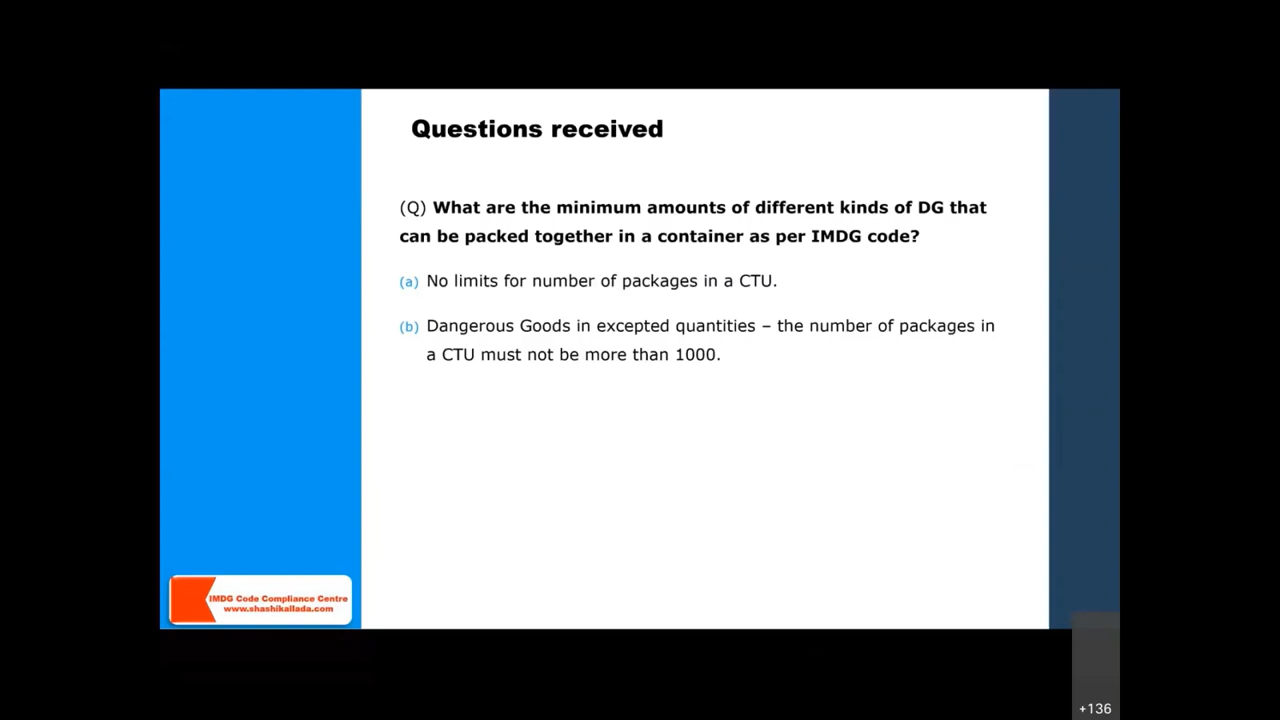 Questions received
(Q) What are the minimum amounts of different kinds of DG that
can be packed together in a container as per IMDG code?
(a) No limits for number of packages in a CTU.
(b) Dangerous Goods in excepted quantities – the number of packages in
a CTU must not be more than 1000.
IMDG Code Compliance Centre
www.shashikallada.com
+136